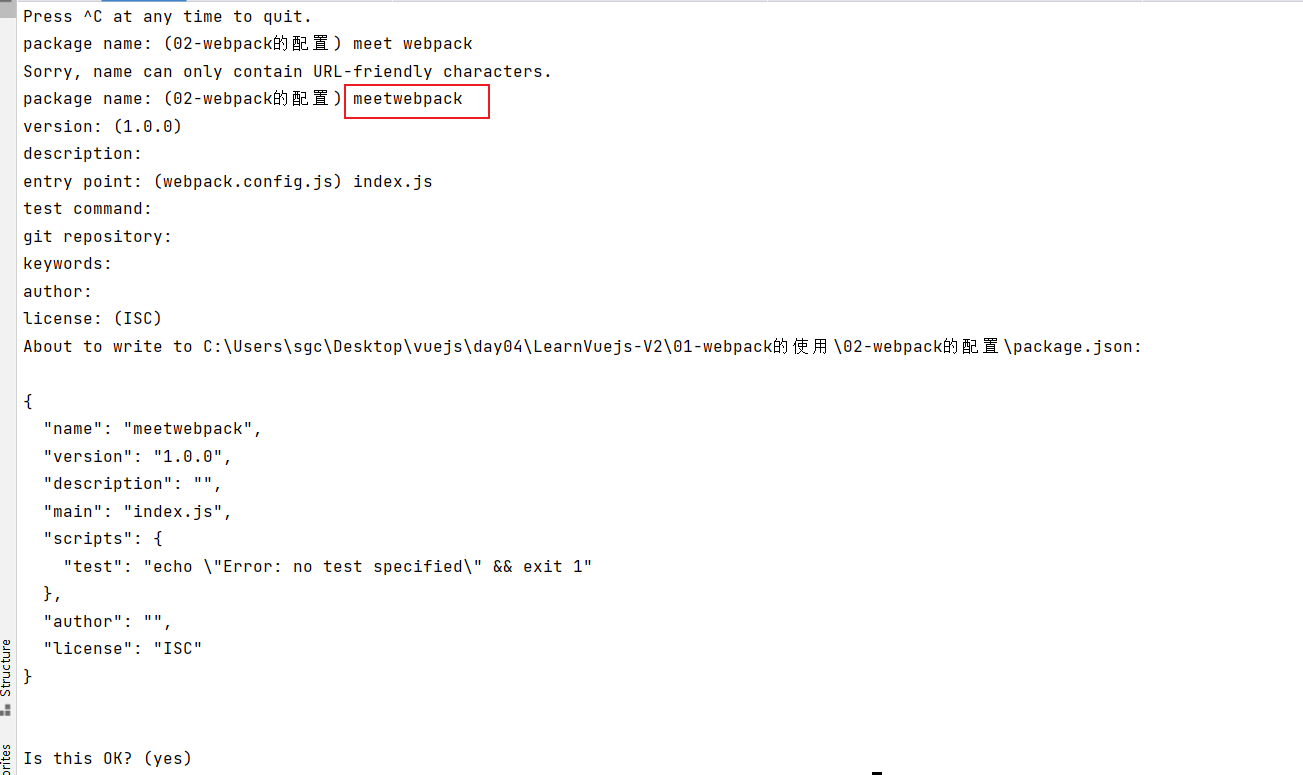 Press ^C at any time to quit.
package name: (02-webpack的配置) meet webpack
Sorry, name can only contain URL-friendly characters.
package name: (02-webpack的配置) meetwebpack
version: (1.0.0)
description:
entry point: (webpack.config.js) index.js
test command:
git repository:
keywords:
author:
license: (ISC)
About to write to C:\Users\sgc\Desktop\vuejs\day04\LearnVuejs-V2\01-webpack的使用\02-webpack的配置\package.json:
{
  "name": "meetwebpack",
  "version": "1.0.0",
  "description": "",
  "main": "index.js",
  "scripts": {
    "test": "echo \"Error: no test specified\" && exit 1"
  },
  "author": "",
  "license": "ISC"
}
Is this OK? (yes)
Structure